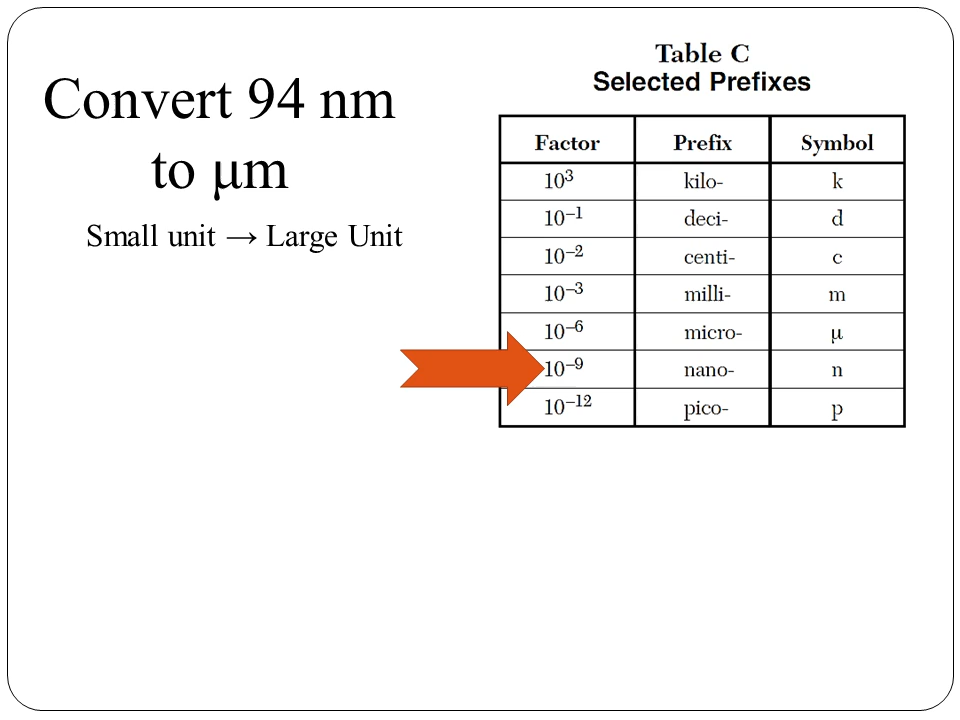 Convert 94 nm
to μm
Small unit → Large Unit
Table C
Selected Prefixes
Factor Prefix Symbol
10³ kilo- k
10⁻¹ deci- d
10⁻² centi- c
10⁻³ milli- m
10⁻⁶ micro- μ
10⁻⁹ nano- n
10⁻¹² pico- p